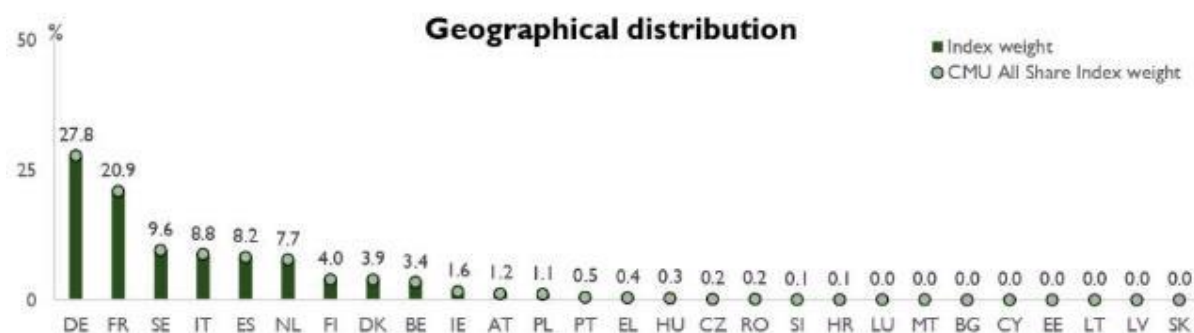 Geographical distribution
%
50
25
0
Index weight
CMU All Share Index weight
27.8 20.9 9.6 8.8 8.2 7.7 4.0 3.9 3.4 1.6 1.2 1.1 0.5 0.4 0.3 0.2 0.2 0.1 0.1 0.0 0.0 0.0 0.0 0.0 0.0 0.0 0.0
DE FR SE IT ES NL FI DK BE IE AT PL PT EL HU CZ RO SI HR LU MT BG CY EE LT LV SK